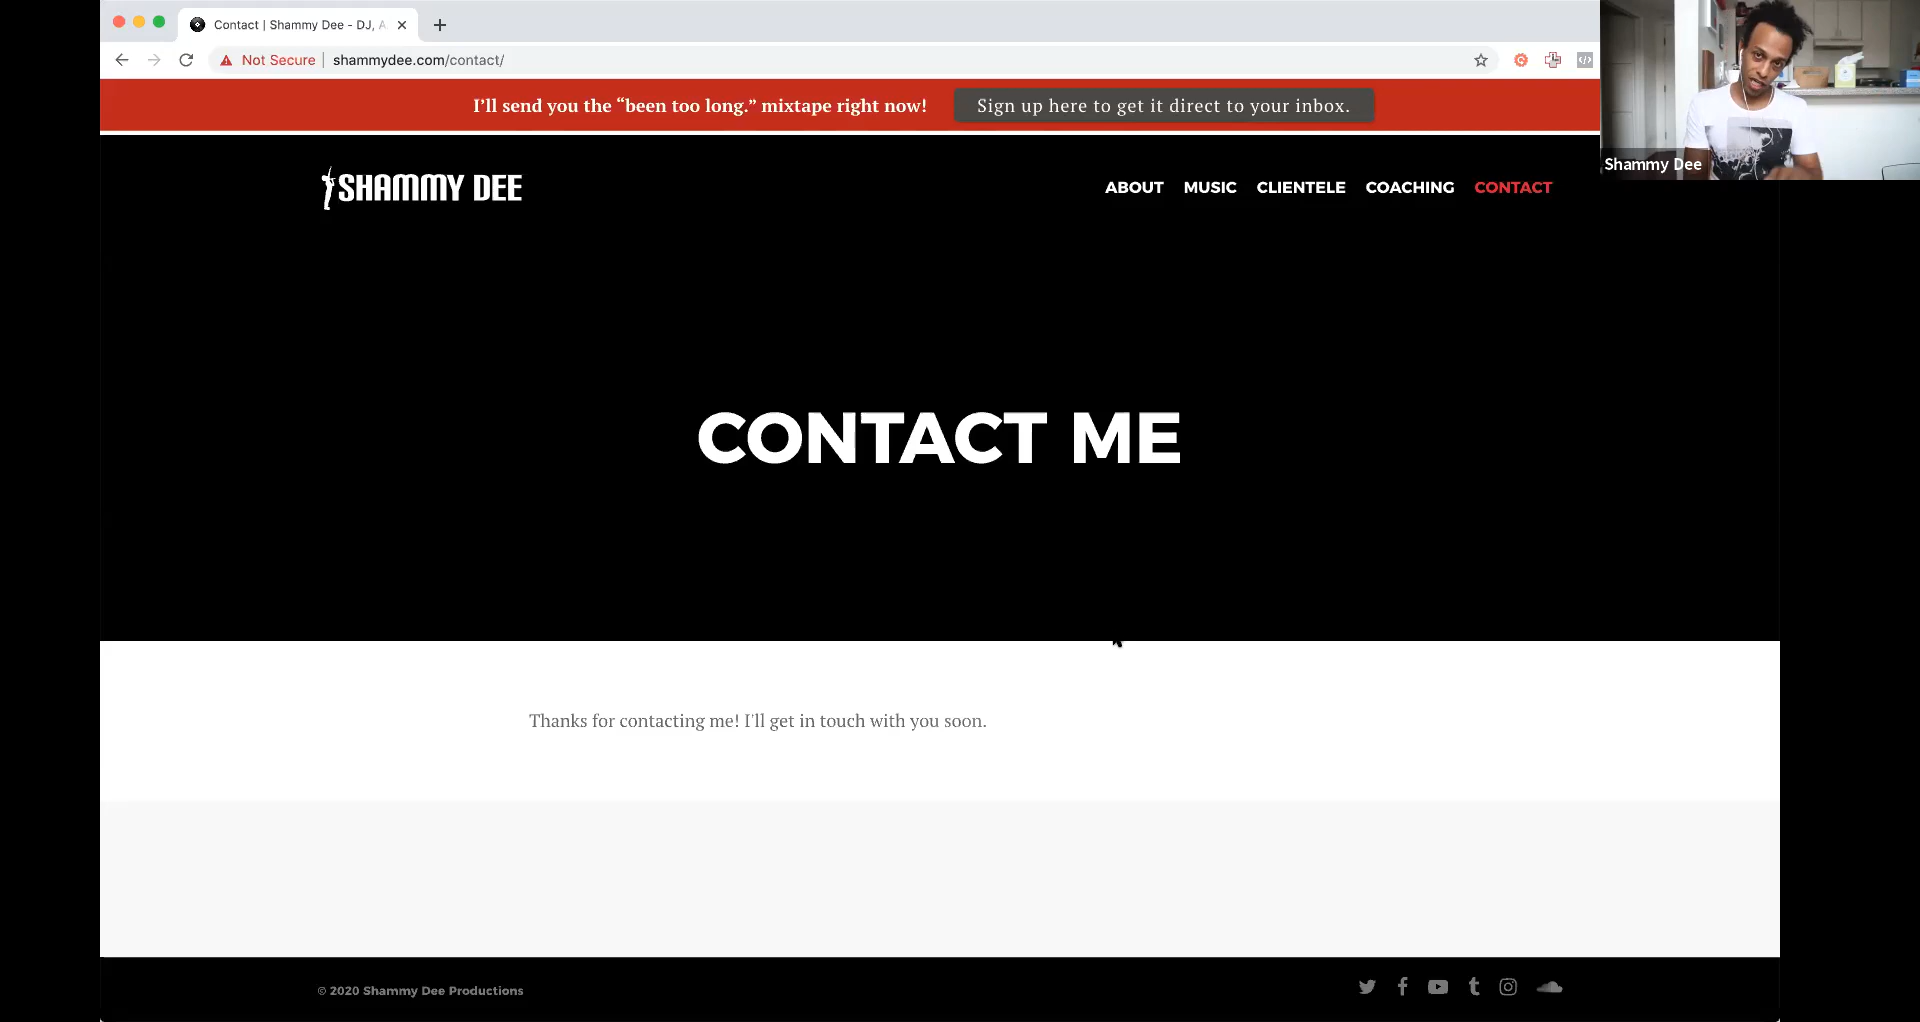 Contact | Shammy Dee - DJ, A
Not Secure | shammydee.com/contact/
I’ll send you the “been too long.” mixtape right now!
Sign up here to get it direct to your inbox.
Shammy Dee
SHAMMY DEE
ABOUT MUSIC CLIENTELE COACHING CONTACT
CONTACT ME
Thanks for contacting me! I'll get in touch with you soon.
© 2020 Shammy Dee Productions